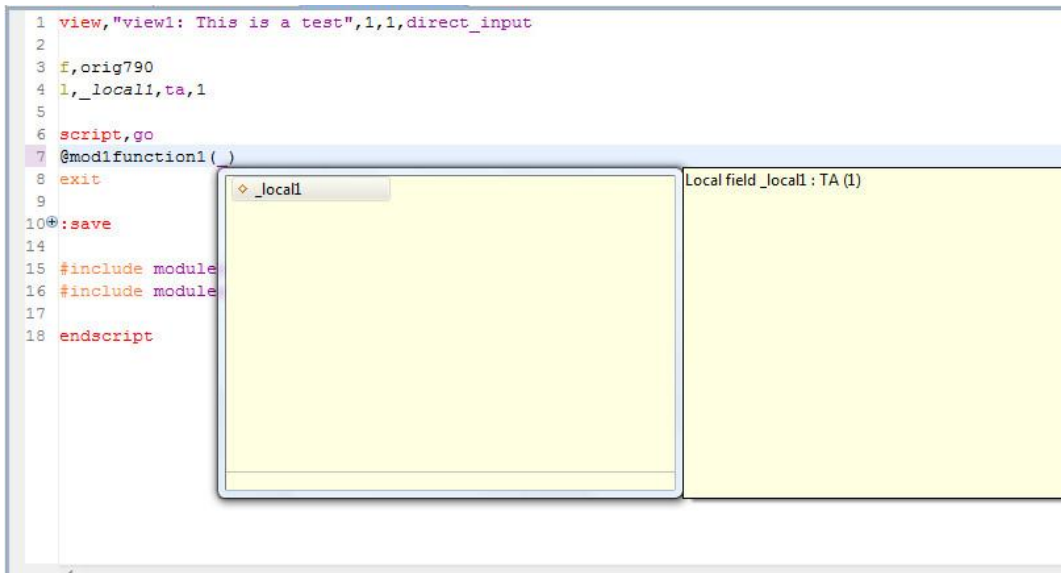 1 view,"view1: This is a test",1,1,direct_input
2
3 f,orig790
4 l,_local1,ta,1
5
6 script,go
7 @mod1function1(_)
8 exit
9
10 :save
14
15 #include module
16 #include module
17
18 endscript
_local1
Local field _local1 : TA (1)